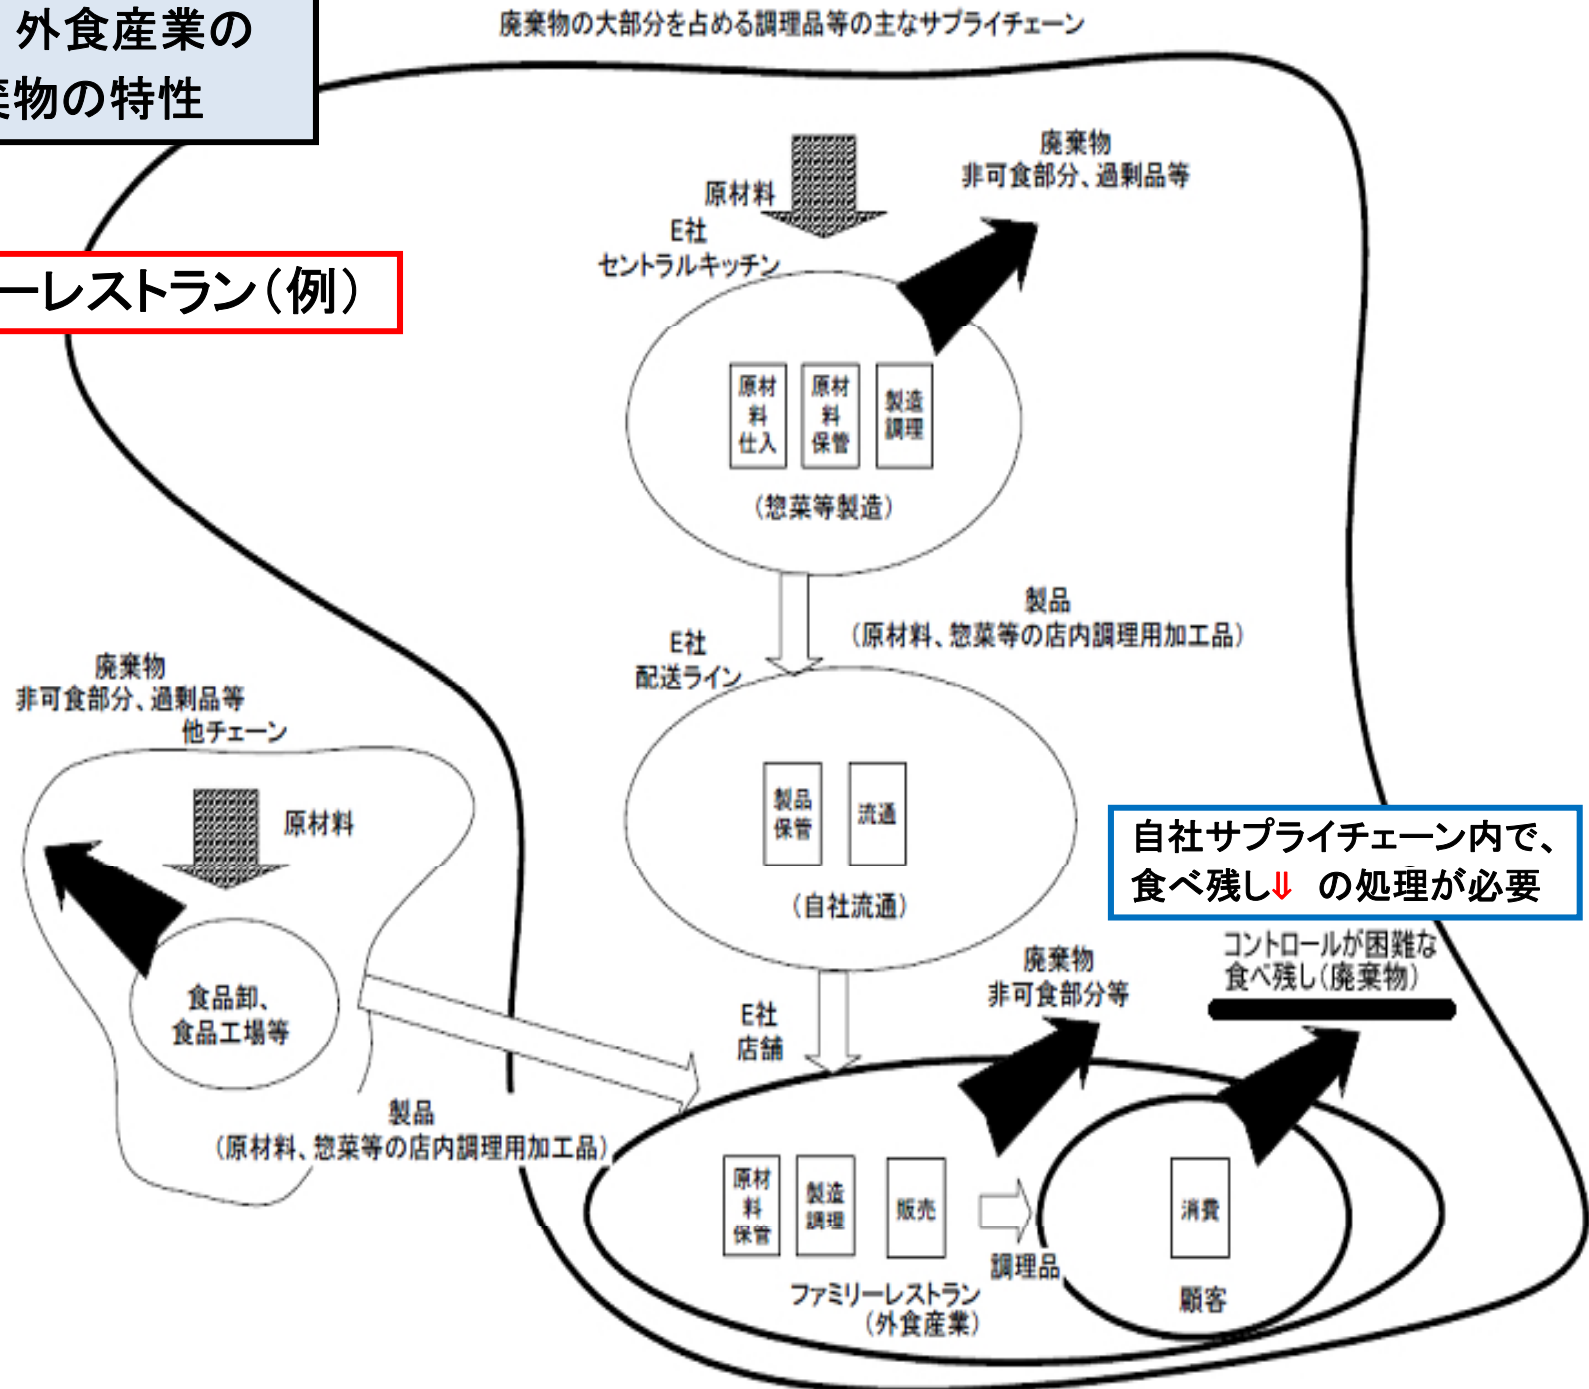 外食産業の
棄物の特性
廃棄物の大部分を占める調理品等の主なサプライチェーン
ーレストラン（例）
原材料
廃棄物
非可食部分、過剰品等
E社
セントラルキッチン
原材
料
仕入
原材
料
保管
製造
調理
（惣菜等製造）
製品
（原材料、惣菜等の店内調理用加工品）
E社
配送ライン
製品
保管
流通
（自社流通）
廃棄物
非可食部分、過剰品等
他チェーン
原材料
食品卸、
食品工場等
製品
（原材料、惣菜等の店内調理用加工品）
自社サプライチェーン内で、
食べ残し⇓ の処理が必要
コントロールが困難な
食べ残し（廃棄物）
廃棄物
非可食部分等
E社
店舗
原材
料
保管
製造
調理
販売
調理品
消費
顧客
ファミリーレストラン
（外食産業）